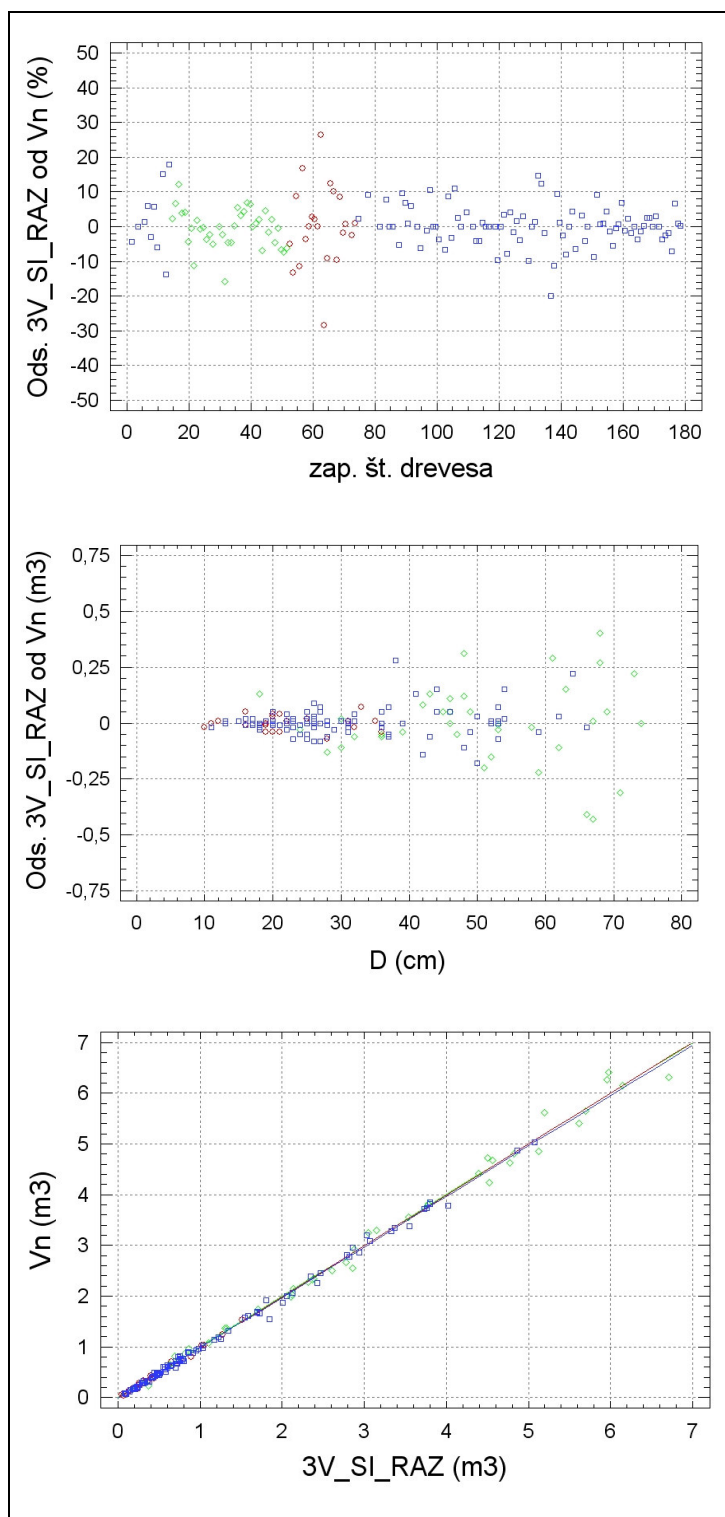 Ods. 3V_SI_RAZ od Vn (%)
50
40
30
20
10
0
-10
-20
-30
-40
-50
0 20 40 60 80 100 120 140 160 180
zap. št. drevesa
Ods. 3V_SI_RAZ od Vn (m3)
0,75
0,5
0,25
0
-0,25
-0,5
-0,75
0 10 20 30 40 50 60 70 80
D (cm)
Vn (m3)
7
6
5
4
3
2
1
0
0 1 2 3 4 5 6 7
3V_SI_RAZ (m3)